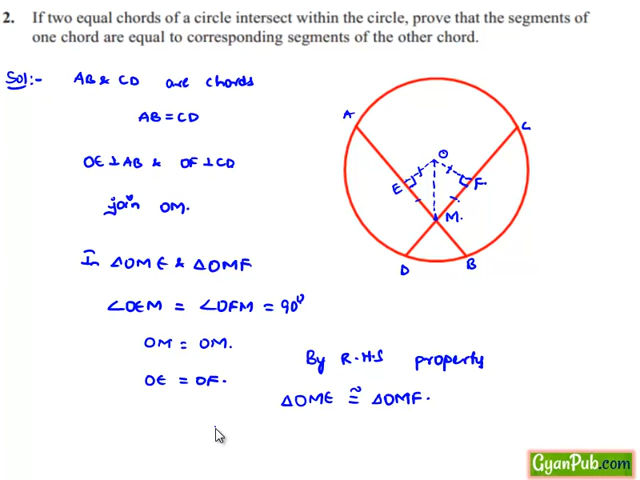 2. If two equal chords of a circle intersect within the circle, prove that the segments of
one chord are equal to corresponding segments of the other chord.
Sol:- AB & CD are chords
AB = CD
OE ⊥ AB & OF ⊥ CD
join OM.
In ΔOME & ΔOMF
∠OEM = ∠OFM = 90°
OM = OM.
OE = OF.
By R.H.S property
ΔOME ≅ ΔOMF.
A
C
O
E
F
M.
D
B
GyanPub.com